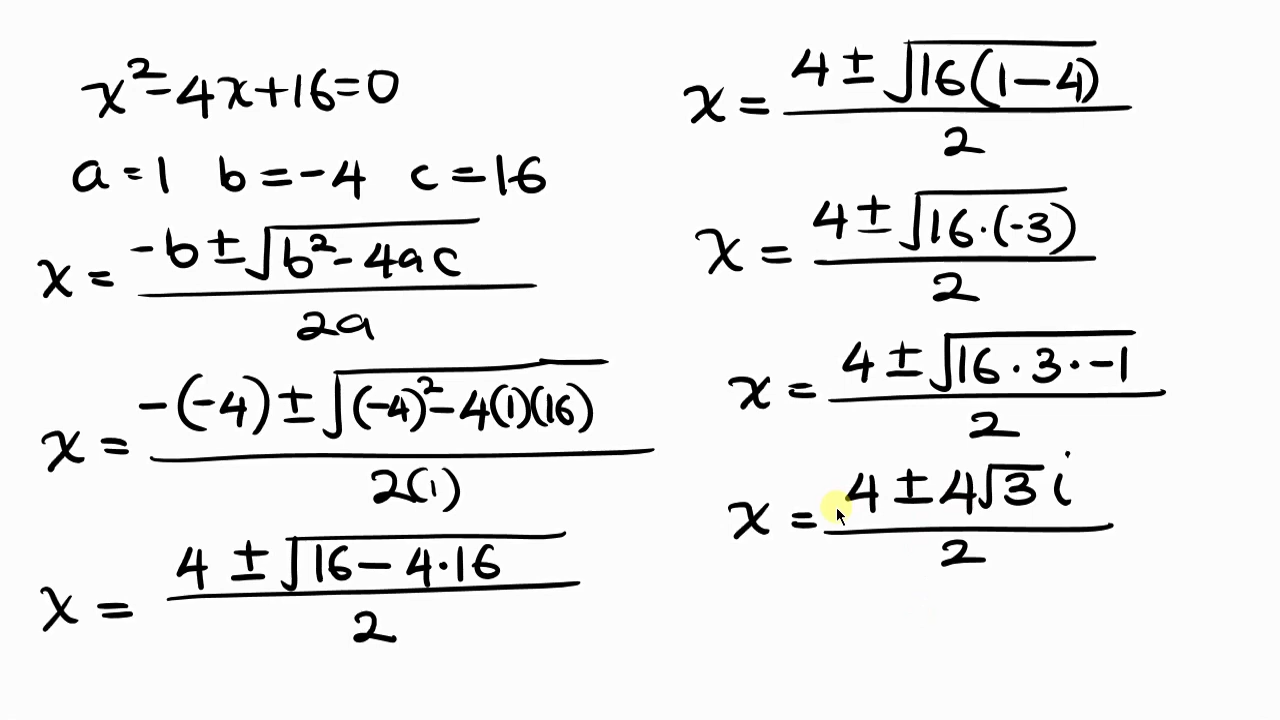 x² - 4x + 16 = 0
a = 1 b = -4 c = 16
x = (-b ± √(b² - 4ac)) / (2a)
x = (-(-4) ± √((-4)² - 4(1)(16))) / (2(1))
x = (4 ± √(16 - 4·16)) / 2
x = (4 ± √(16(1-4))) / 2
x = (4 ± √(16·(-3))) / 2
x = (4 ± √(16·3·-1)) / 2
x = (4 ± 4√3 i) / 2